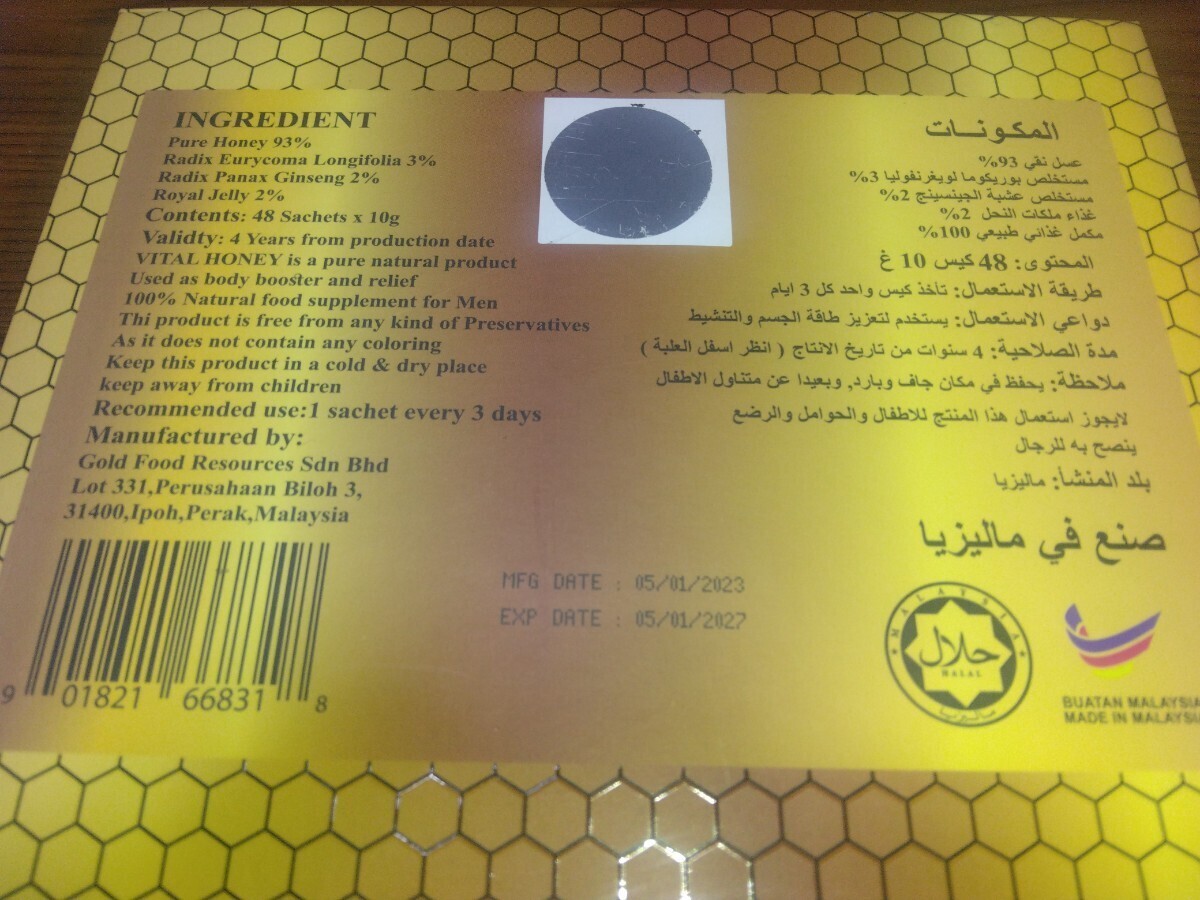 INGREDIENT
Pure Honey 93%
Radix Eurycoma Longifolia 3%
Radix Panax Ginseng 2%
Royal Jelly 2%
Contents: 48 Sachets x 10g
Validty: 4 Years from production date
VITAL HONEY is a pure natural product
Used as body booster and relief
100% Natural food supplement for Men
Thi product is free from any kind of Preservatives
As it does not contain any coloring
Keep this product in a cold & dry place
keep away from children
Recommended use:1 sachet every 3 days
Manufactured by:
Gold Food Resources Sdn Bhd
Lot 331,Perusahaan Biloh 3,
31400,Ipoh,Perak,Malaysia
9 01821 66831 8
المكونــات
عسل نقي 93%
مستخلص بوريكوما لويغرنفوليا 3%
مستخلص عشبة الجينسينج 2%
غذاء ملكات النحل 2%
مكمل غذائي طبيعي 100%
المحتوى: 48 كيس 10 غ
طريقة الاستعمال: تأخذ كيس واحد كل 3 ايام
دواعي الاستعمال: يستخدم لتعزيز طاقة الجسم والتنشيط
مدة الصلاحية: 4 سنوات من تاريخ الانتاج ( انظر اسفل العلبة )
ملاحظة: يحفظ في مكان جاف وبارد, وبعيدا عن متناول الاطفال
لايجوز استعمال هذا المنتج للاطفال والحوامل والرضع
ينصح به للرجال
بلد المنشأ: ماليزيا
صنع في ماليزيا
MFG DATE : 05/01/2023
EXP DATE : 05/01/2027
MALAYSIA
حلال
HALAL
ماليزيا
BUATAN MALAYSIA
MADE IN MALAYSIA